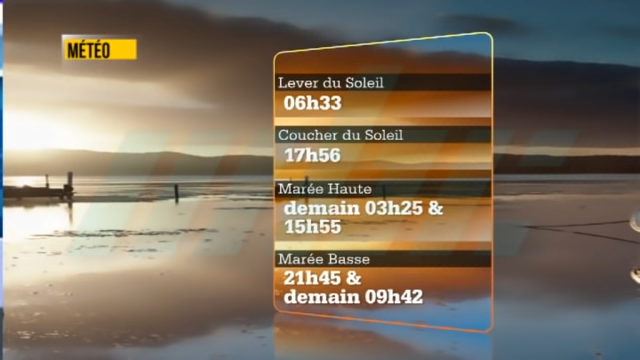 MÉTÉO
Lever du Soleil
06h33
Coucher du Soleil
17h56
Marée Haute
demain 03h25 &
15h55
Marée Basse
21h45 &
demain 09h42